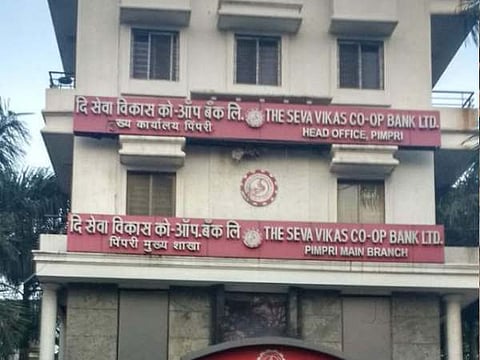 दि सेवा विकास को-ऑप. बँक लि. THE SEVA VIKAS CO-OP BANK LTD.
ख्य कार्यालय पिंपरी HEAD OFFICE, PIMPRI
दि सेवा विकास को-ऑप. बँक लि THE SEVA VIKAS CO-OP BANK LTD.
पिंपरी मुख्य शाखा PIMPRI MAIN BRANCH